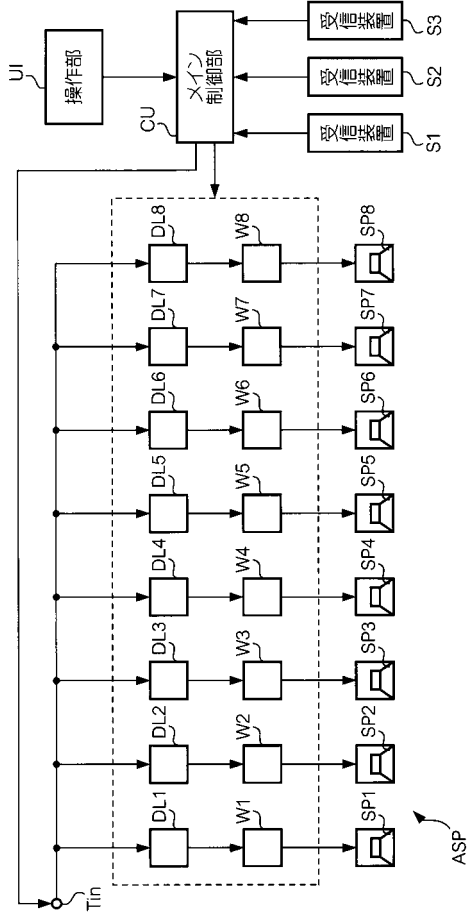 UI
操作部
CU
メイン
制御部
受信装置
受信装置
受信装置
S1
S2
S3
Tin
DL1
DL2
DL3
DL4
DL5
DL6
DL7
DL8
W1
W2
W3
W4
W5
W6
W7
W8
SP1
SP2
SP3
SP4
SP5
SP6
SP7
SP8
ASP